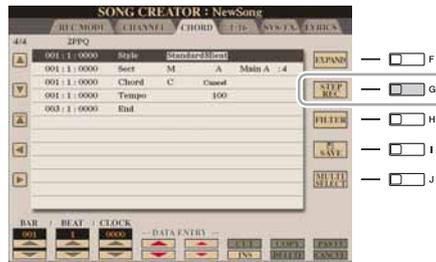 SONG CREATOR : NewSong
REC MODE CHANNEL CHORD 1-16 SYS/EX. LYRICS
4/4 2PPQ
001 : 1 : 0000 Style StandardSilent
001 : 1 : 0000 Sect M A Main A : 4
001 : 1 : 0000 Chord C Cancel
001 : 1 : 0000 Tempo 100
003 : 1 : 0000 End
EXPAND F
STEP REC G
FILTER H
SAVE I
MULTI SELECT J
BAR : BEAT : CLOCK DATA ENTRY
001 1 0000 CUT COPY PASTE
INS DELETE CANCEL